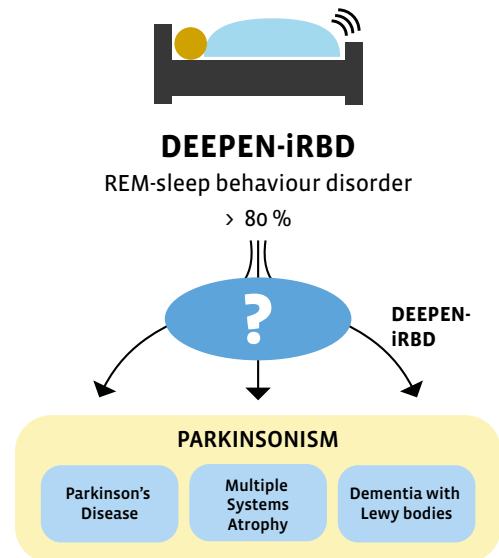 DEEPEN-iRBD
REM-sleep behaviour disorder
› 80 %
?
DEEPEN-
iRBD
PARKINSONISM
Parkinson's
Disease
Multiple
Systems
Atrophy
Dementia with
Lewy bodies